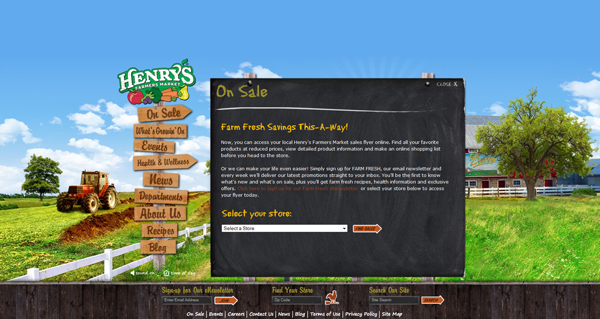 HENRY'S
FARMERS MARKET
On Sale
What's Growin' On
Events
Health & Wellness
News
Departments
About Us
Recipes
Blog
sound on
time of day
CLOSE X
On Sale
Farm Fresh Savings This-A-Way!
Now, you can access your local Henry's Farmers Market sales flyer online. Find all your favorite
products at reduced prices, view detailed product information and make an online shopping list
before you head to the store.
Or we can make your life even easier! Simply sign up for FARM FRESH, our email newsletter and
every week we'll deliver our latest promotions straight to your inbox. You'll be the first to know
what's new and what's on sale, plus you'll get farm fresh recipes, health information and exclusive
offers. or select your store below to access
your flyer today.
Select your store:
Select a Store
FIND SALES
Sign-up for Our eNewsletter
Enter Email Address
Find Your Store
Zip Code
Search Our Site
Site Search
SEARCH
On Sale | Events | Careers | Contact Us | News | Blog | Terms of Use | Privacy Policy | Site Map